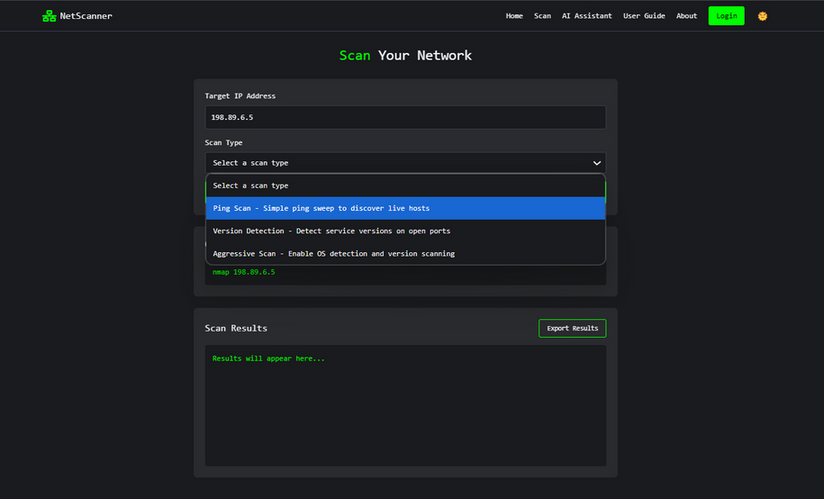 NetScanner
Home Scan AI Assistant User Guide About Login
Scan Your Network
Target IP Address
198.89.6.5
Scan Type
Select a scan type
Select a scan type
Ping Scan - Simple ping sweep to discover live hosts
Version Detection - Detect service versions on open ports
Aggressive Scan - Enable OS detection and version scanning
nmap 198.89.6.5
Scan Results
Export Results
Results will appear here...